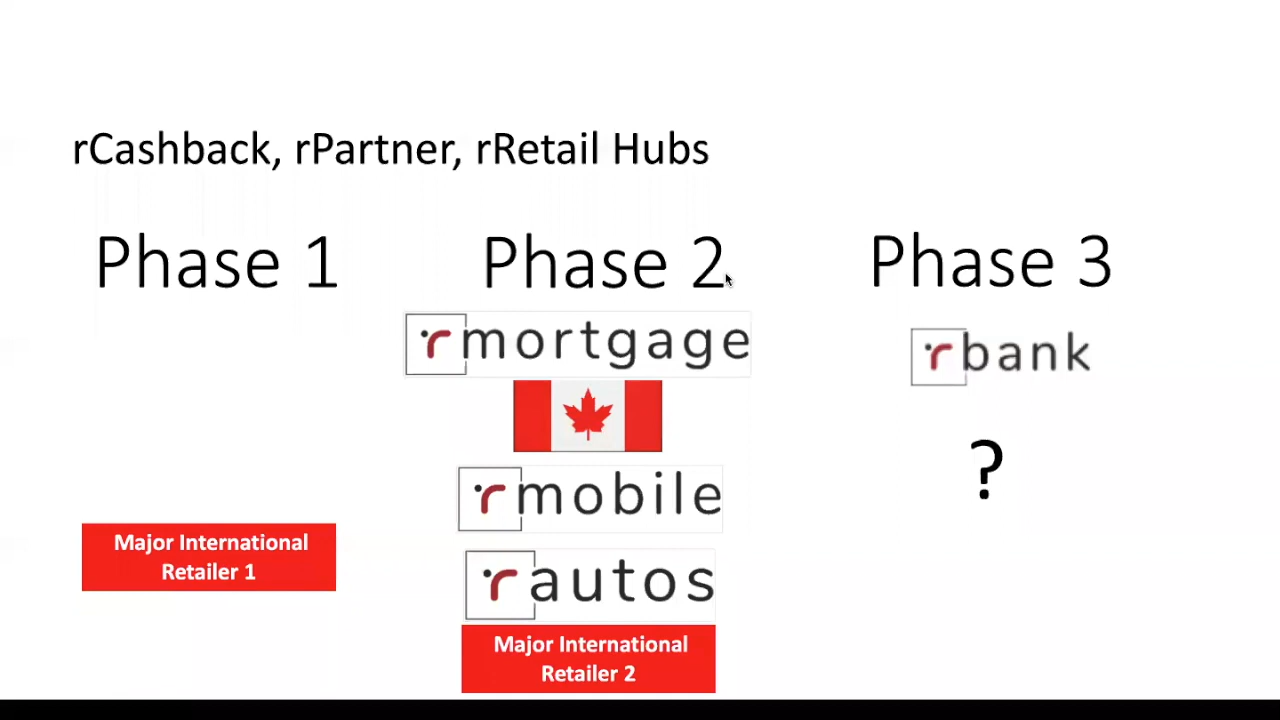 rCashback, rPartner, rRetail Hubs
Phase 1
Phase 2
Phase 3
rmortgage
rbank
?
rmobile
Major International
Retailer 1
rautos
Major International
Retailer 2